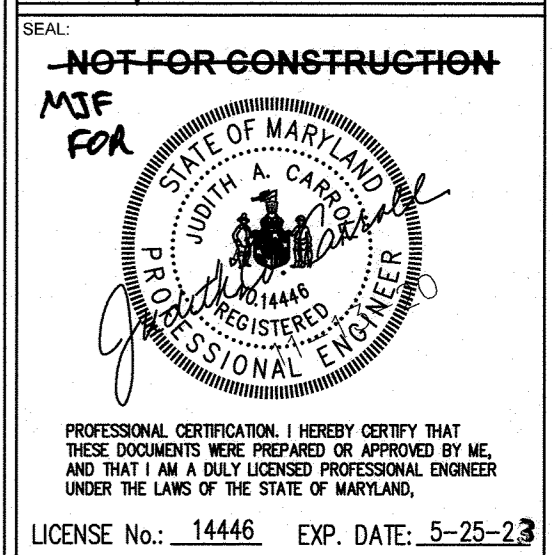 SEAL:
NOT FOR CONSTRUCTION
MJF
FOR
STATE OF MARYLAND
JUDITH A. CARROLL
NO.14446
REGISTERED
PROFESSIONAL ENGINEER
PROFESSIONAL CERTIFICATION. I HEREBY CERTIFY THAT
THESE DOCUMENTS WERE PREPARED OR APPROVED BY ME,
AND THAT I AM A DULY LICENSED PROFESSIONAL ENGINEER
UNDER THE LAWS OF THE STATE OF MARYLAND,
LICENSE No.: 14446 EXP. DATE: 5-25-23